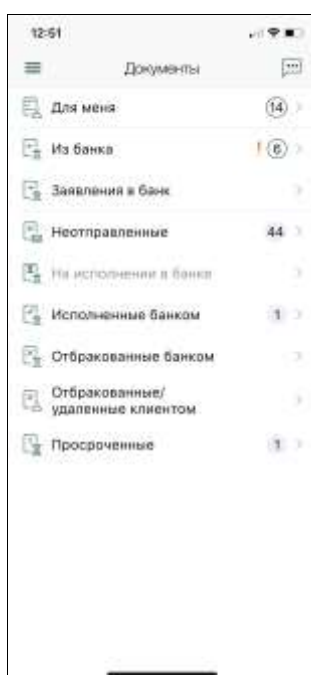 12:51
Документы
Для меня
14
Из банка
! 6
Заявления в банк
Неотправленные
44
На исполнении в банке
Исполненные банком
1
Отбракованные банком
Отбракованные/
удаленные клиентом
Просроченные
1